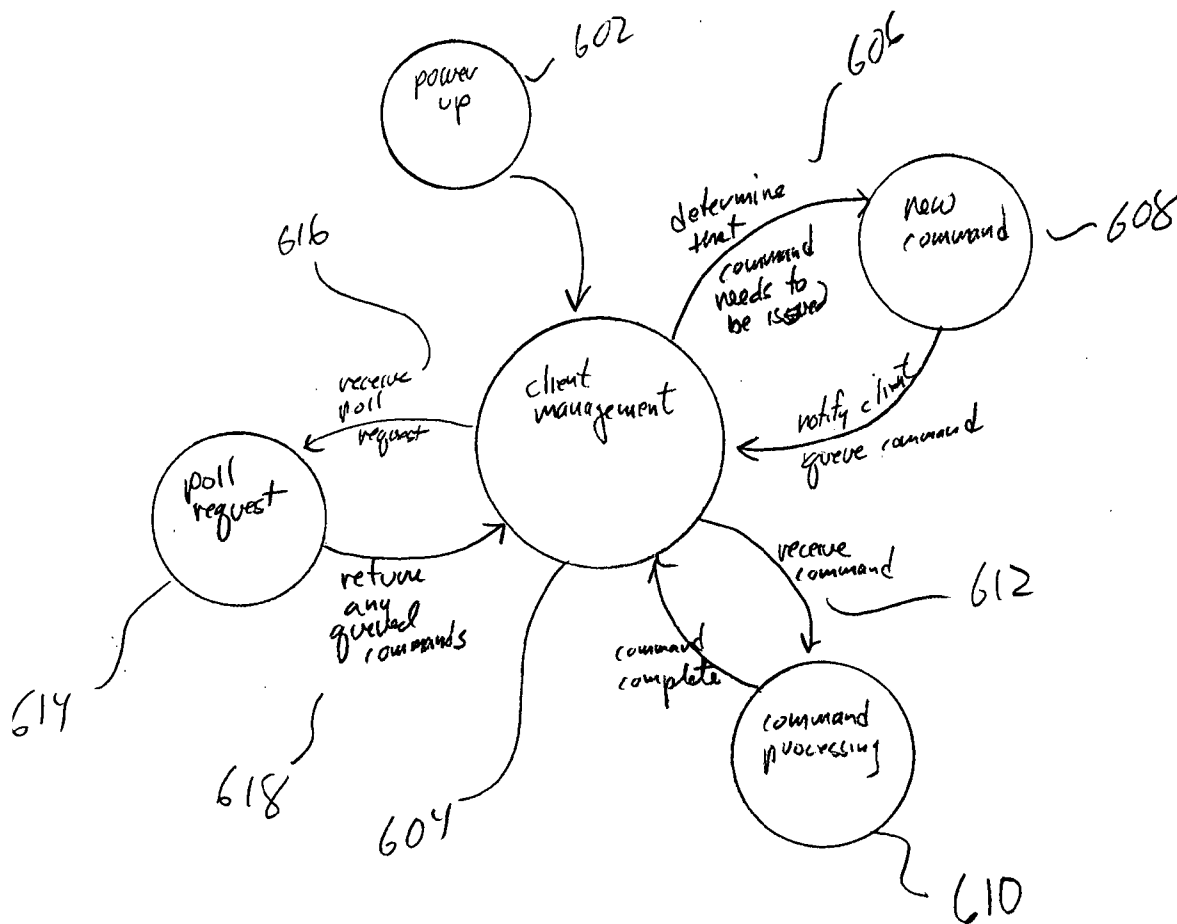 602
power
up
606
determine
that
command
needs to
be issued
new
command
608
616
receive
poll
request
client
management
notify client
queue command
poll
request
return
any
queued
commands
receive
command
612
command
complete
command
processing
614
618
604
610